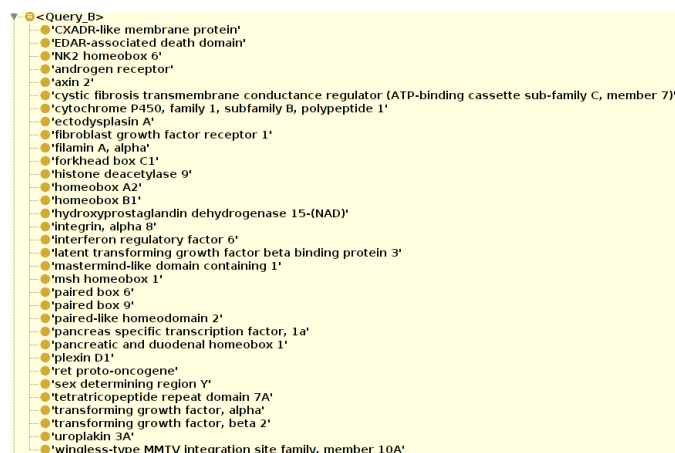 <Query_B>
'CXADR-like membrane protein'
'EDAR-associated death domain'
'NK2 homeobox 6'
'androgen receptor'
'axin 2'
'cystic fibrosis transmembrane conductance regulator (ATP-binding cassette sub-family C, member 7)'
'cytochrome P450, family 1, subfamily B, polypeptide 1'
'ectodysplasin A'
'fibroblast growth factor receptor 1'
'filamin A, alpha'
'forkhead box C1'
'histone deacetylase 9'
'homeobox A2'
'homeobox B1'
'hydroxyprostaglandin dehydrogenase 15-(NAD)'
'integrin, alpha 8'
'interferon regulatory factor 6'
'latent transforming growth factor beta binding protein 3'
'mastermind-like domain containing 1'
'msh homeobox 1'
'paired box 6'
'paired box 9'
'paired-like homeodomain 2'
'pancreas specific transcription factor, 1a'
'pancreatic and duodenal homeobox 1'
'plexin D1'
'ret proto-oncogene'
'sex determining region Y'
'tetratricopeptide repeat domain 7A'
'transforming growth factor, alpha'
'transforming growth factor, beta 2'
'uroplakin 3A'
'wingless-type MMTV integration site family, member 10A'